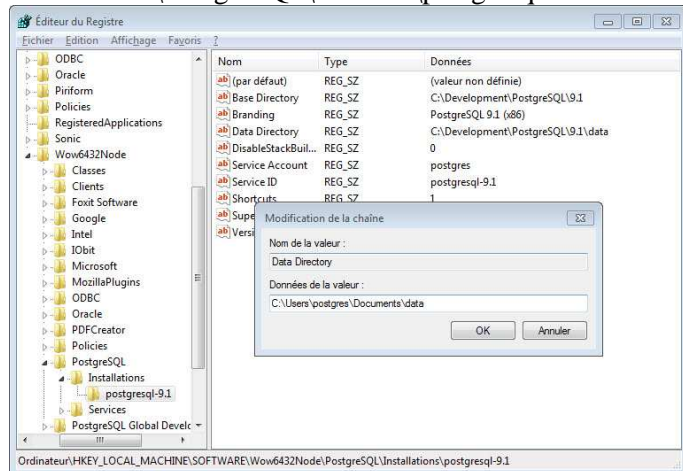 Éditeur du Registre
Fichier Edition Affichage Favoris ?
ODBC
Oracle
Piriform
Policies
RegisteredApplications
Sonic
Wow6432Node
Classes
Clients
Foxit Software
Google
Intel
IObit
Microsoft
MozillaPlugins
ODBC
Oracle
PDFCreator
Policies
PostgreSQL
Installations
postgresql-9.1
Services
PostgreSQL Global Develc
Nom Type Données
(par défaut) REG_SZ (valeur non définie)
Base Directory REG_SZ C:\Development\PostgreSQL\9.1
Branding REG_SZ PostgreSQL 9.1 (x86)
Data Directory REG_SZ C:\Development\PostgreSQL\9.1\data
DisableStackBuil... REG_SZ 0
Service Account REG_SZ postgres
Service ID REG_SZ postgresql-9.1
Shortcuts REG_SZ 1
Supe
Versi
Modification de la chaîne
Nom de la valeur :
Data Directory
Données de la valeur :
C:\Users\postgres\Documents\data
OK Annuler
Ordinateur\HKEY_LOCAL_MACHINE\SOFTWARE\Wow6432Node\PostgreSQL\Installations\postgresql-9.1